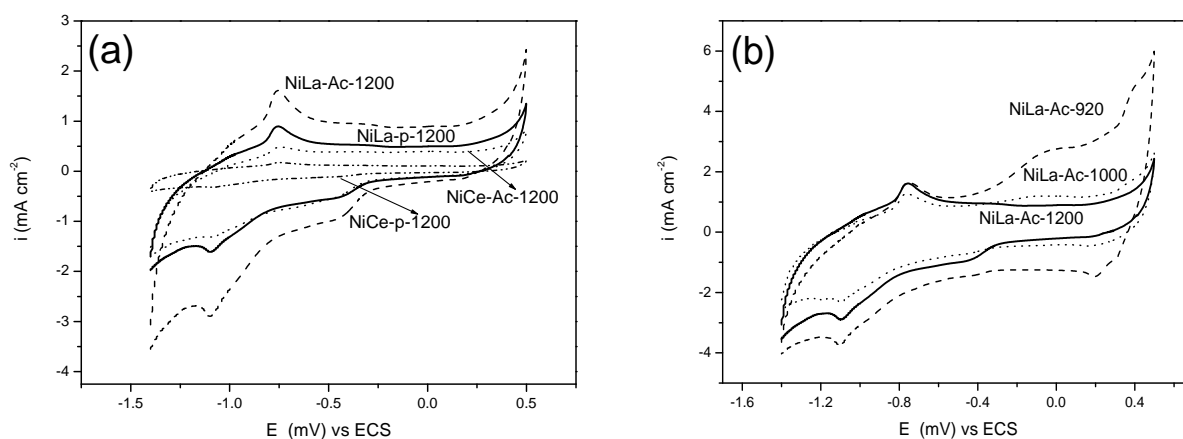 (a)
3
2
1
0
-1
-2
-3
-4
i (mA cm-2)
NiLa-Ac-1200
NiLa-p-1200
NiCe-Ac-1200
NiCe-p-1200
-1.5 -1.0 -0.5 0.0 0.5
E (mV) vs ECS
(b)
6
4
2
0
-2
-4
i (mA cm-2)
NiLa-Ac-920
NiLa-Ac-1000
NiLa-Ac-1200
-1.6 -1.2 -0.8 -0.4 0.0 0.4
E (mV) vs ECS